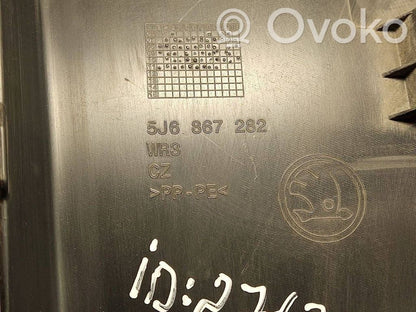 Ovoko
5J6 867 282
WRS
CZ
>PP-PE<